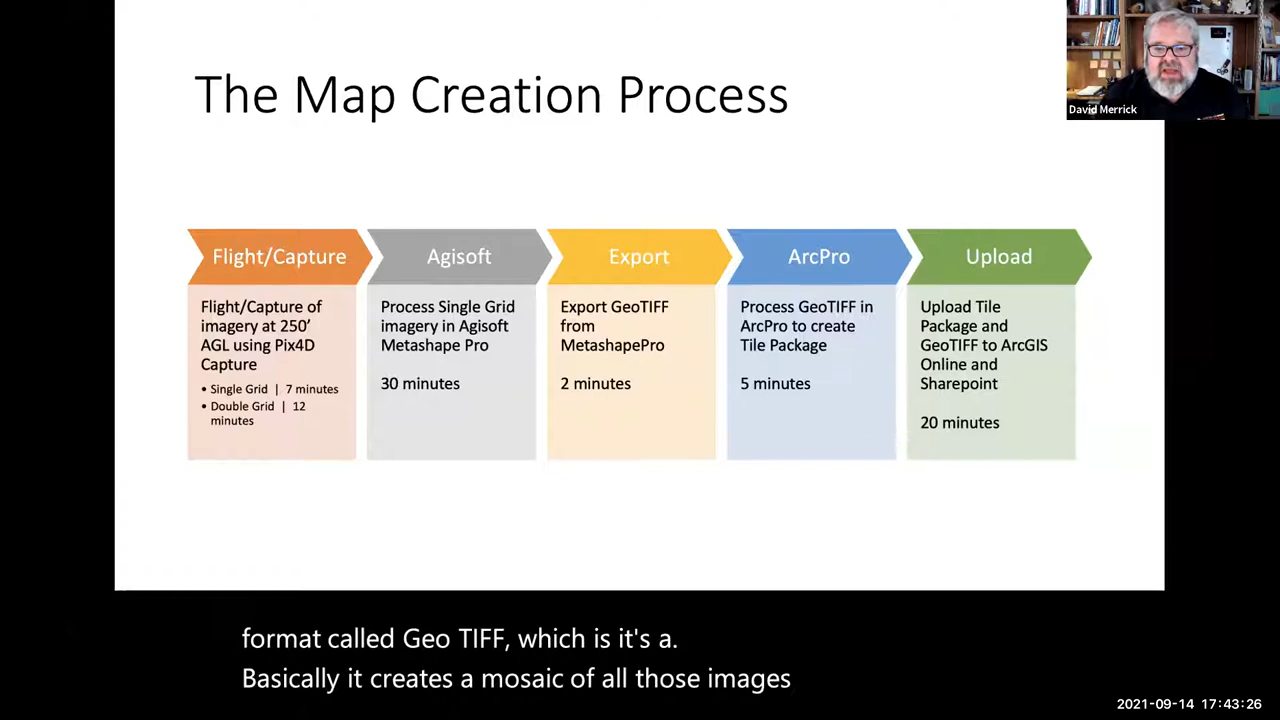 The Map Creation Process
David Merrick
Flight/Capture
Agisoft
Export
ArcPro
Upload
Flight/Capture of
imagery at 250’
AGL using Pix4D
Capture
• Single Grid | 7 minutes
• Double Grid | 12
minutes
Process Single Grid
imagery in Agisoft
Metashape Pro
30 minutes
Export GeoTIFF
from
MetashapePro
2 minutes
Process GeoTIFF in
ArcPro to create
Tile Package
5 minutes
Upload Tile
Package and
GeoTIFF to ArcGIS
Online and
Sharepoint
20 minutes
format called Geo TIFF, which is it's a.
Basically it creates a mosaic of all those images
2021-09-14 17:43:26